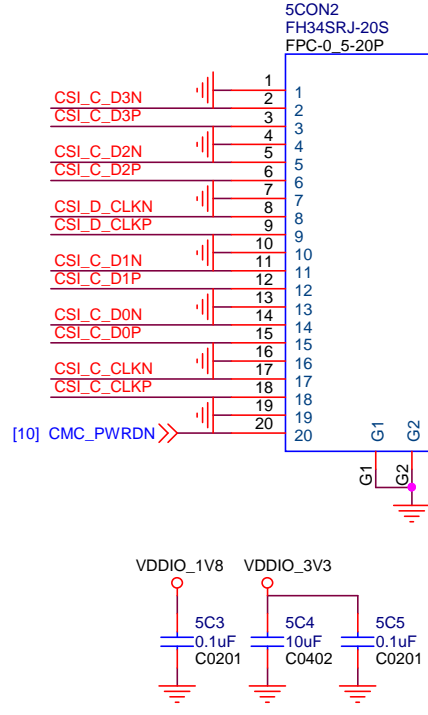 5CON2
FH34SRJ-20S
FPC-0_5-20P
1 1
CSI_C_D3N 2 2
CSI_C_D3P 3 3
4 4
CSI_C_D2N 5 5
CSI_C_D2P 6 6
7 7
CSI_D_CLKN 8 8
CSI_D_CLKP 9 9
10 10
CSI_C_D1N 11 11
CSI_C_D1P 12 12
13 13
CSI_C_D0N 14 14
CSI_C_D0P 15 15
16 16
CSI_C_CLKN 17 17
CSI_C_CLKP 18 18
19 19
[10] CMC_PWRDN 20 20
G1 G2
G1 G2
VDDIO_1V8 VDDIO_3V3
5C3 5C4 5C5
0.1uF 10uF 0.1uF
C0201 C0402 C0201